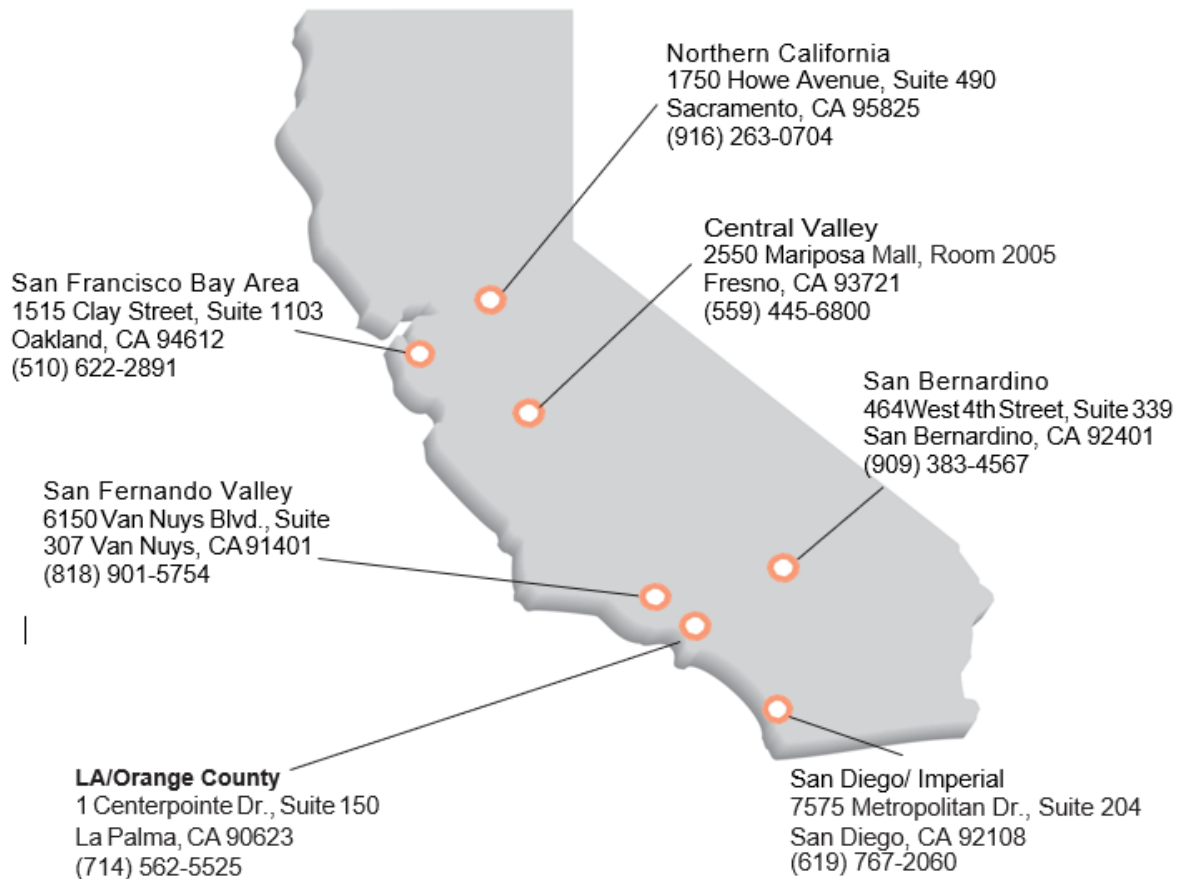 Northern California
1750 Howe Avenue, Suite 490
Sacramento, CA 95825
(916) 263-0704
Central Valley
2550 Mariposa Mall, Room 2005
Fresno, CA 93721
(559) 445-6800
San Francisco Bay Area
1515 Clay Street, Suite 1103
Oakland, CA 94612
(510) 622-2891
San Bernardino
464 West 4th Street, Suite 339
San Bernardino, CA 92401
(909) 383-4567
San Fernando Valley
6150 Van Nuys Blvd., Suite
307 Van Nuys, CA 91401
(818) 901-5754
LA/Orange County
1 Centerpointe Dr., Suite 150
La Palma, CA 90623
(714) 562-5525
San Diego/ Imperial
7575 Metropolitan Dr., Suite 204
San Diego, CA 92108
(619) 767-2060